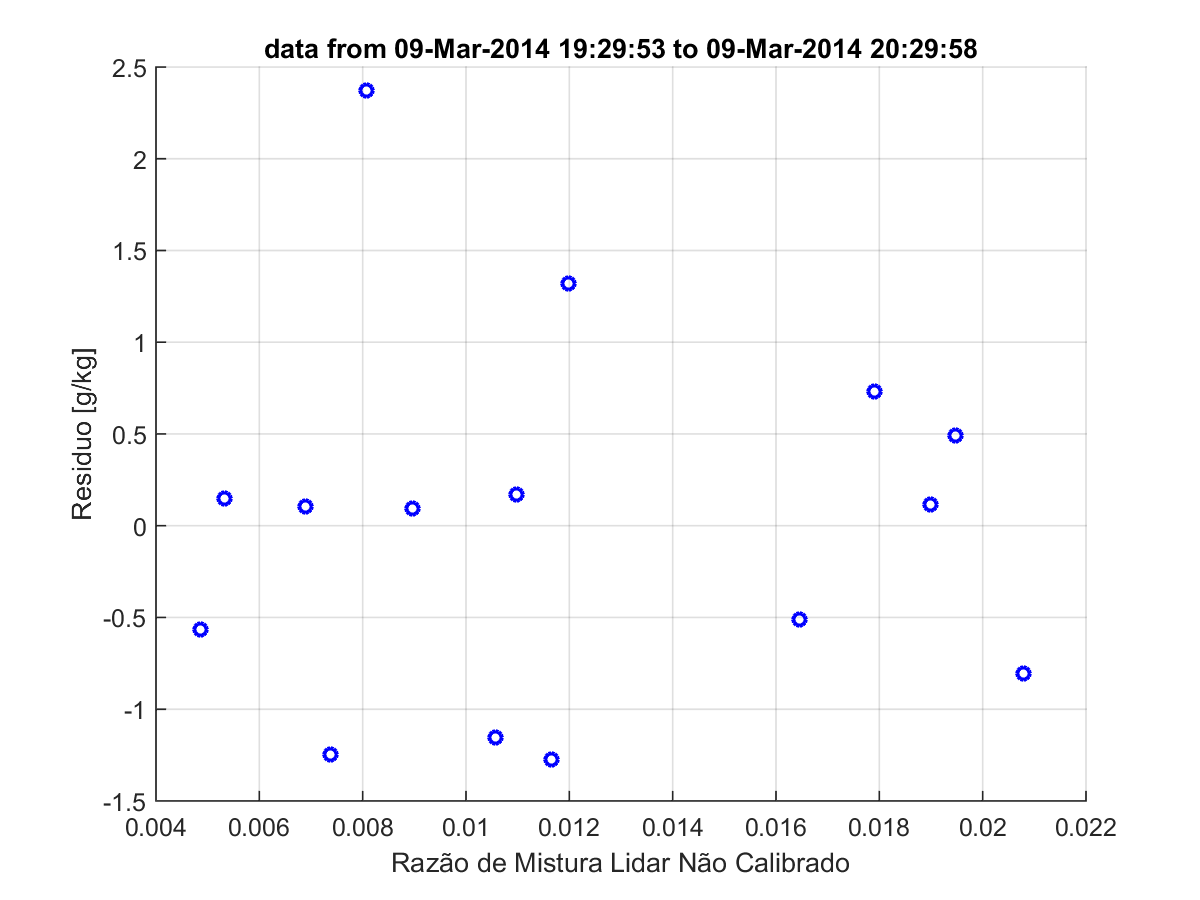 data from 09-Mar-2014 19:29:53 to 09-Mar-2014 20:29:58
2.5
2
1.5
1
0.5
0
-0.5
-1
-1.5
Residuo [g/kg]
0.004 0.006 0.008 0.01 0.012 0.014 0.016 0.018 0.02 0.022
Razão de Mistura Lidar Não Calibrado